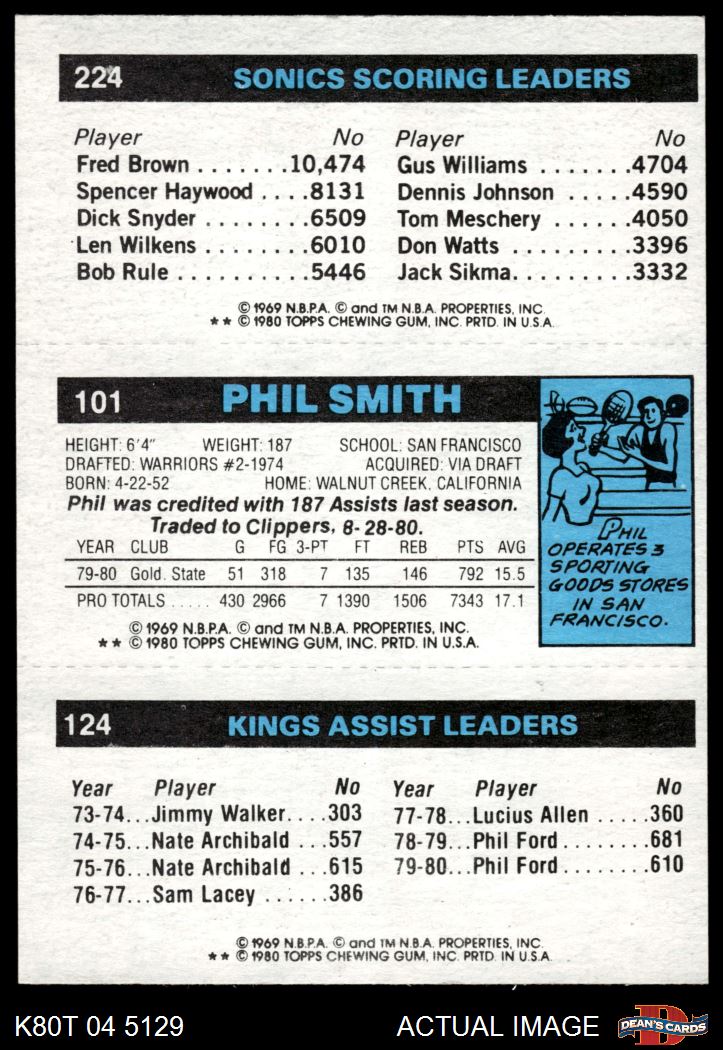 224 SONICS SCORING LEADERS
Player No Player No
Fred Brown . . . . . . .10,474 Gus Williams . . . . . . .4704
Spencer Haywood . . . .8131 Dennis Johnson . . . . .4590
Dick Snyder . . . . . . . . .6509 Tom Meschery . . . . . .4050
Len Wilkens . . . . . . . . .6010 Don Watts . . . . . . . . . .3396
Bob Rule . . . . . . . . . . .5446 Jack Sikma. . . . . . . . . .3332
© 1969 N.B.P.A. © and TM N.B.A. PROPERTIES, INC.
★ ★ © 1980 TOPPS CHEWING GUM, INC. PRTD. IN U.S.A.
101 PHIL SMITH
HEIGHT: 6'4" WEIGHT: 187 SCHOOL: SAN FRANCISCO
DRAFTED: WARRIORS #2-1974 ACQUIRED: VIA DRAFT
BORN: 4-22-52 HOME: WALNUT CREEK, CALIFORNIA
Phil was credited with 187 Assists last season.
Traded to Clippers, 8-28-80.
YEAR CLUB G FG 3-PT FT REB PTS AVG
79-80 Gold. State 51 318 7 135 146 792 15.5
PRO TOTALS . . . . . 430 2966 7 1390 1506 7343 17.1
© 1969 N.B.P.A. © and TM N.B.A. PROPERTIES, INC.
★ ★ © 1980 TOPPS CHEWING GUM, INC. PRTD. IN U.S.A.
PHIL
OPERATES 3
SPORTING
GOODS STORES
IN SAN
FRANCISCO.
124 KINGS ASSIST LEADERS
Year Player No Year Player No
73-74...Jimmy Walker. . . .303 77-78...Lucius Allen . . . . .360
74-75...Nate Archibald . . .557 78-79...Phil Ford . . . . . . . .681
75-76...Nate Archibald . . .615 79-80...Phil Ford . . . . . . . .610
76-77...Sam Lacey . . . . . .386
© 1969 N.B.P.A. © and TM N.B.A. PROPERTIES, INC.
★ ★ © 1980 TOPPS CHEWING GUM, INC. PRTD. IN U.S.A.
K80T 04 5129 ACTUAL IMAGE D DEAN'S CARDS